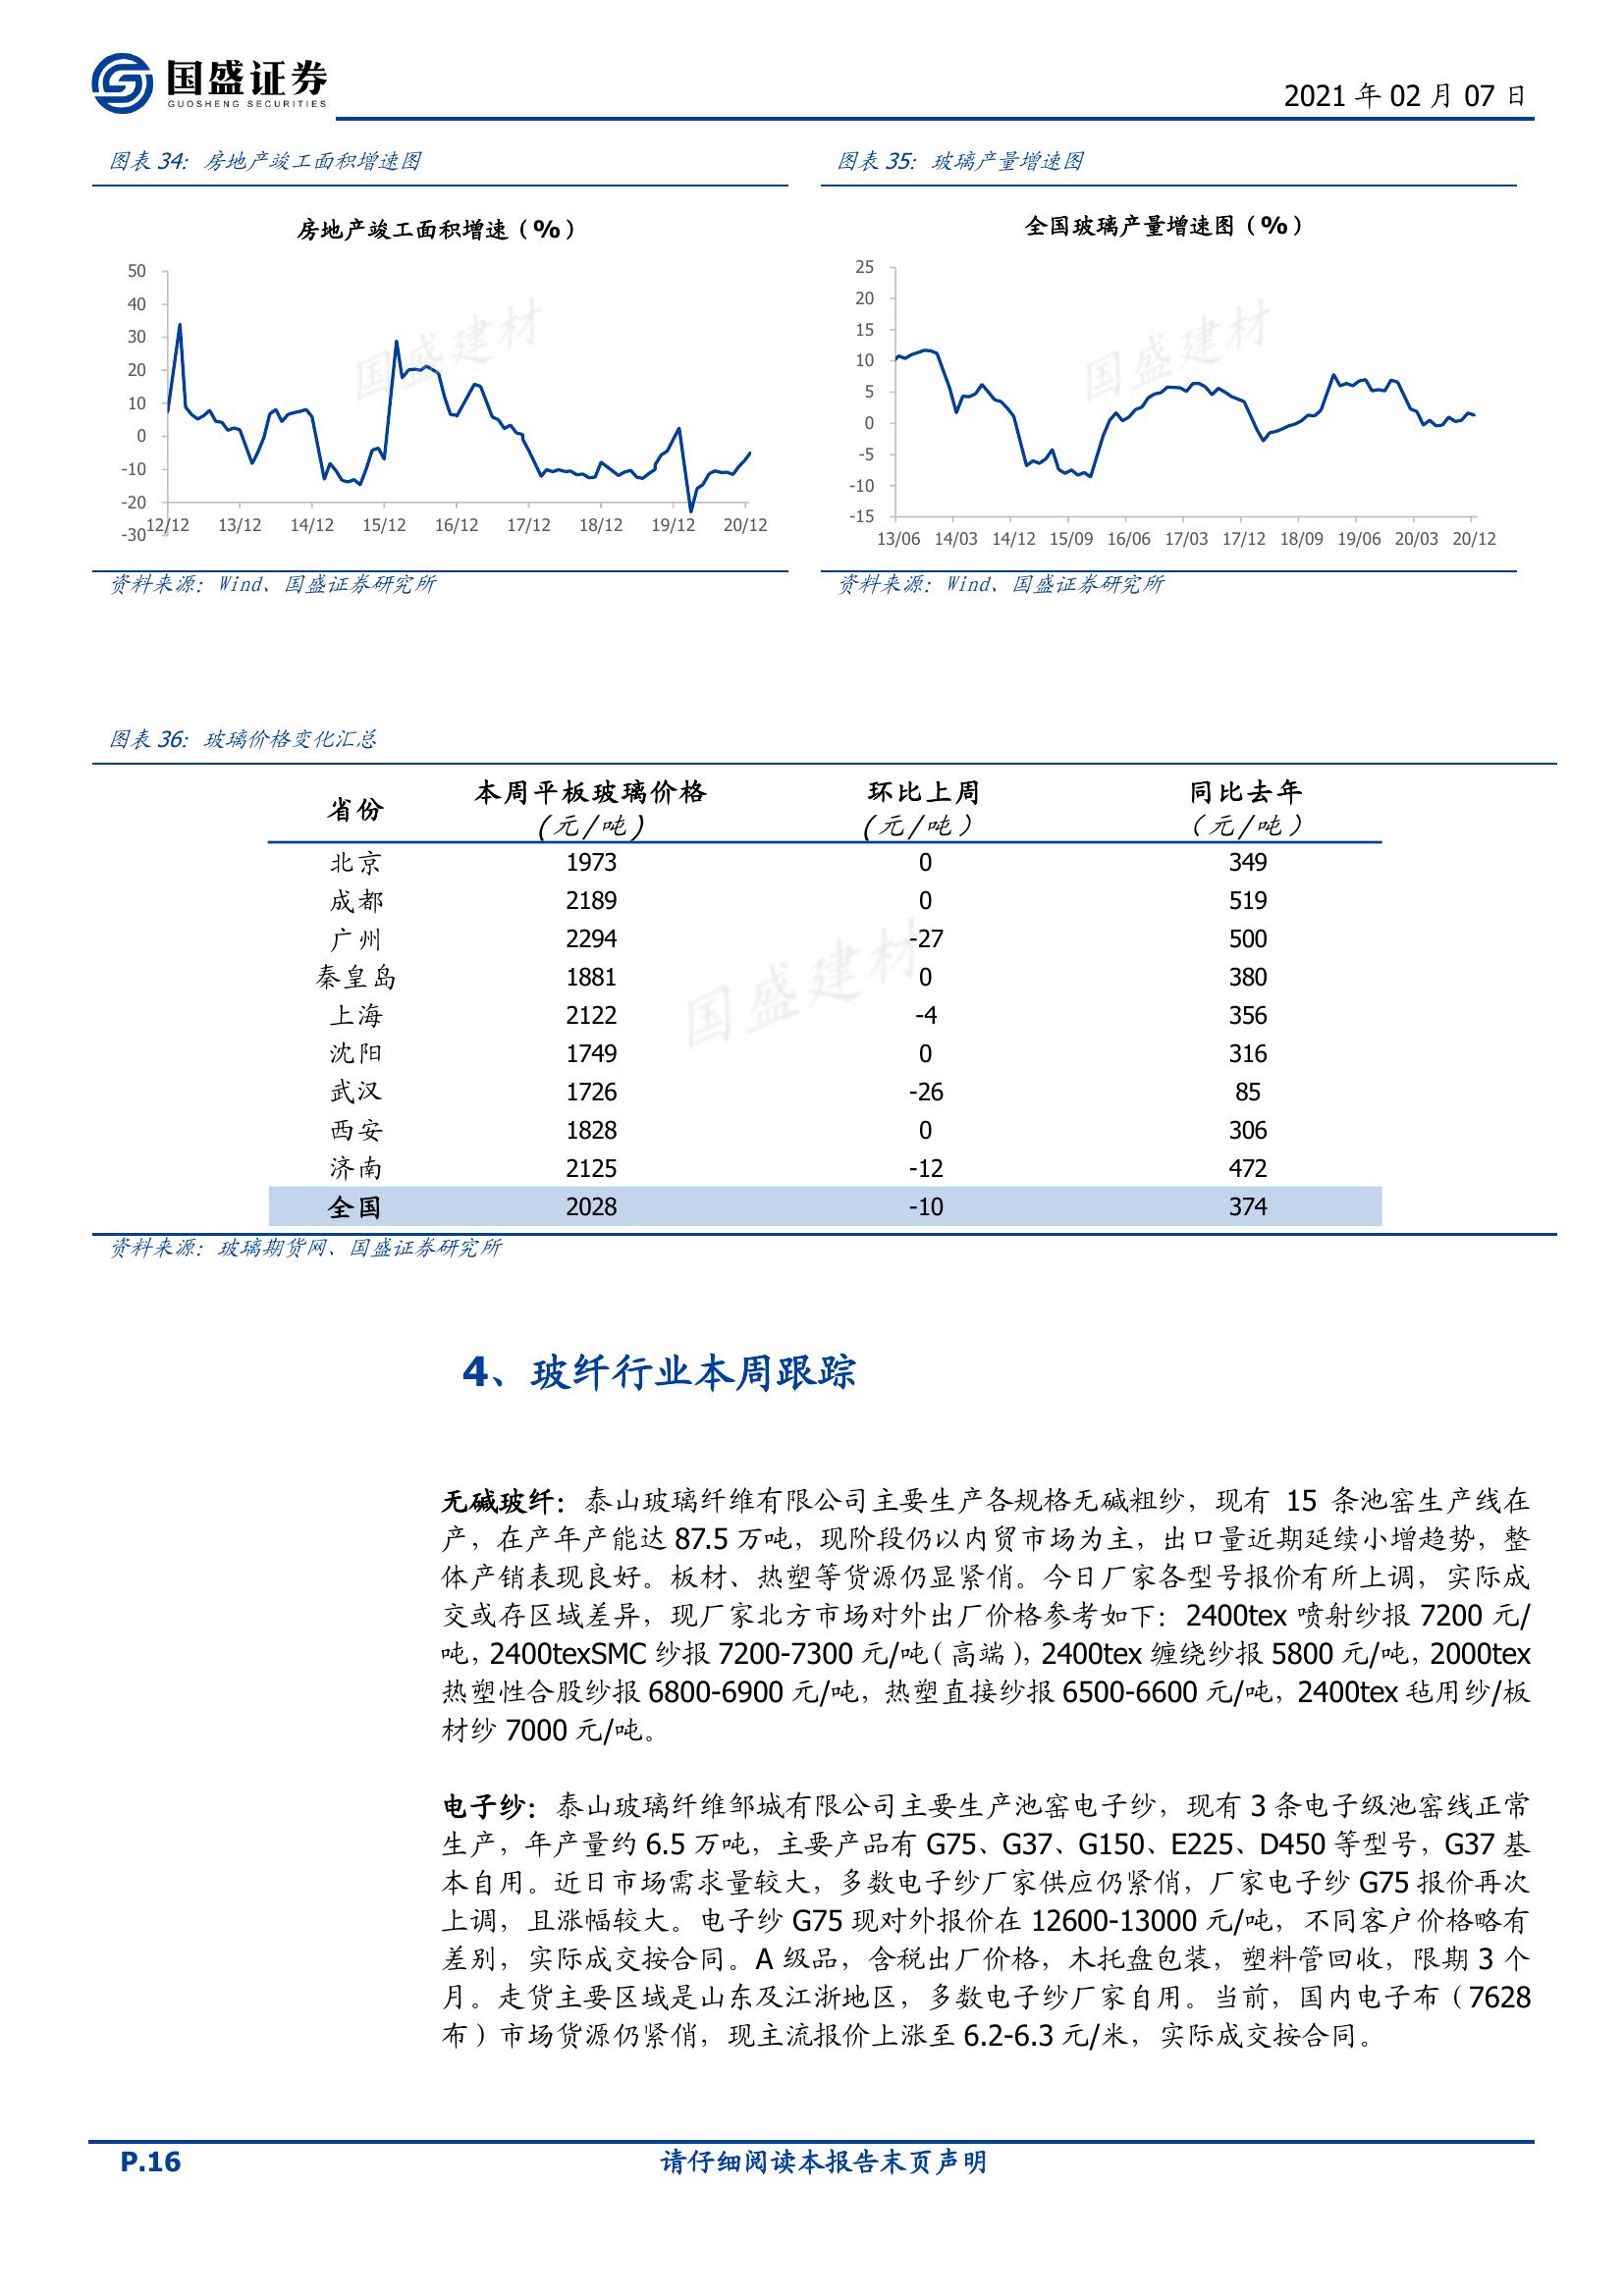 国盛证券
GUOSHENG SECURITIES
2021 年 02 月 07 日
图表 34：房地产竣工面积增速图
图表 35：玻璃产量增速图
房地产竣工面积增速（%）
50
40
30
20
10
0
-10
-20
-30
12/12 13/12 14/12 15/12 16/12 17/12 18/12 19/12 20/12
国盛建材
全国玻璃产量增速图（%）
25
20
15
10
5
0
-5
-10
-15
13/06 14/03 14/12 15/09 16/06 17/03 17/12 18/09 19/06 20/03 20/12
国盛建材
资料来源：Wind、国盛证券研究所
资料来源：Wind、国盛证券研究所
图表 36：玻璃价格变化汇总
省份 本周平板玻璃价格 环比上周 同比去年
(元/吨) (元/吨） （元/吨）
北京 1973 0 349
成都 2189 0 519
广州 2294 -27 500
秦皇岛 1881 0 380
上海 2122 -4 356
沈阳 1749 0 316
武汉 1726 -26 85
西安 1828 0 306
济南 2125 -12 472
全国 2028 -10 374
国盛建材
资料来源：玻璃期货网、国盛证券研究所
4、玻纤行业本周跟踪
无碱玻纤：泰山玻璃纤维有限公司主要生产各规格无碱粗纱，现有 15 条池窑生产线在
产，在产年产能达 87.5 万吨，现阶段仍以内贸市场为主，出口量近期延续小增趋势，整
体产销表现良好。板材、热塑等货源仍显紧俏。今日厂家各型号报价有所上调，实际成
交或存区域差异，现厂家北方市场对外出厂价格参考如下：2400tex 喷射纱报 7200 元/
吨，2400texSMC 纱报 7200-7300 元/吨（高端），2400tex 缠绕纱报 5800 元/吨，2000tex
热塑性合股纱报 6800-6900 元/吨，热塑直接纱报 6500-6600 元/吨，2400tex 毡用纱/板
材纱 7000 元/吨。
电子纱：泰山玻璃纤维邹城有限公司主要生产池窑电子纱，现有 3 条电子级池窑线正常
生产，年产量约 6.5 万吨，主要产品有 G75、G37、G150、E225、D450 等型号，G37 基
本自用。近日市场需求量较大，多数电子纱厂家供应仍紧俏，厂家电子纱 G75 报价再次
上调，且涨幅较大。电子纱 G75 现对外报价在 12600-13000 元/吨，不同客户价格略有
差别，实际成交按合同。A 级品，含税出厂价格，木托盘包装，塑料管回收，限期 3 个
月。走货主要区域是山东及江浙地区，多数电子纱厂家自用。当前，国内电子布（7628
布）市场货源仍紧俏，现主流报价上涨至 6.2-6.3 元/米，实际成交按合同。
P.16
请仔细阅读本报告末页声明